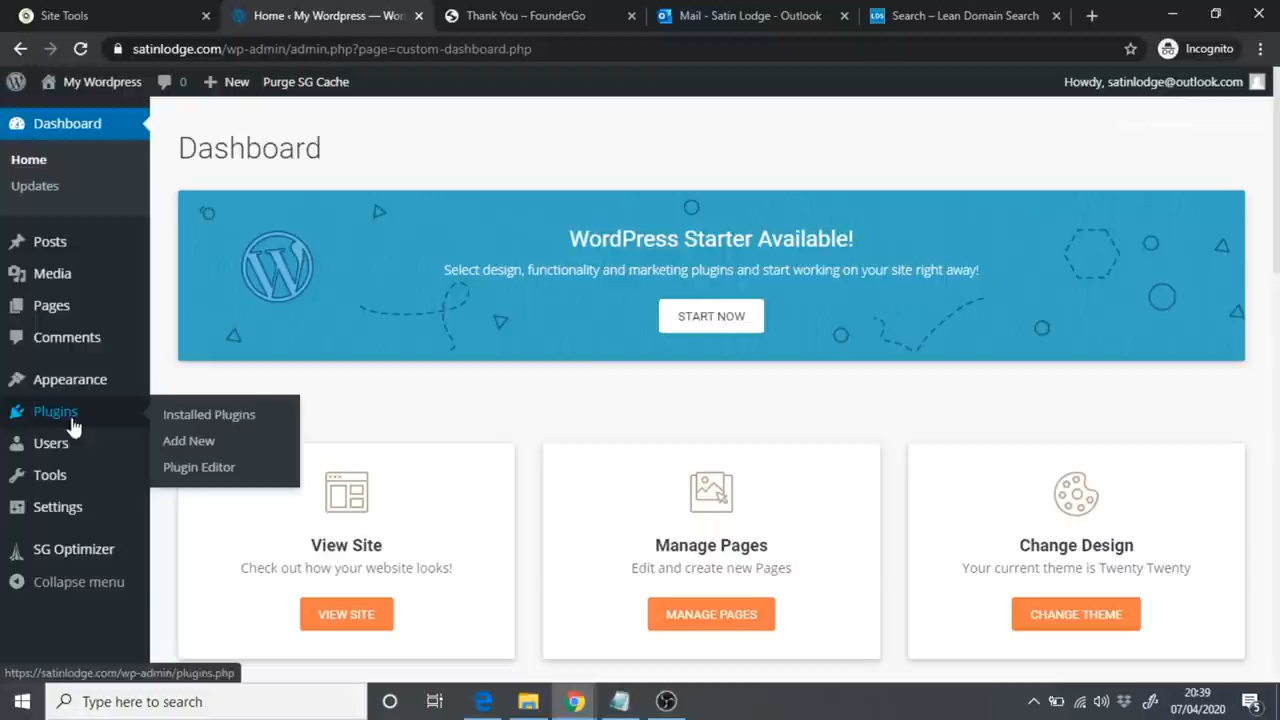 Site Tools
Home ‹ My Wordpress — Wor
Thank You – FounderGo
Mail - Satin Lodge - Outlook
LDS
Search – Lean Domain Search
satinlodge.com/wp-admin/admin.php?page=custom-dashboard.php
Incognito
My Wordpress
0
New
Purge SG Cache
Howdy, satinlodge@outlook.com
Dashboard
Home
Updates
Posts
Media
Pages
Comments
Appearance
Plugins
Users
Tools
Settings
SG Optimizer
Collapse menu
Installed Plugins
Add New
Plugin Editor
Dashboard
WordPress Starter Available!
Select design, functionality and marketing plugins and start working on your site right away!
START NOW
View Site
Check out how your website looks!
VIEW SITE
Manage Pages
Edit and create new Pages
MANAGE PAGES
Change Design
Your current theme is Twenty Twenty
CHANGE THEME
https://satinlodge.com/wp-admin/plugins.php
Type here to search
20:39
07/04/2020
5